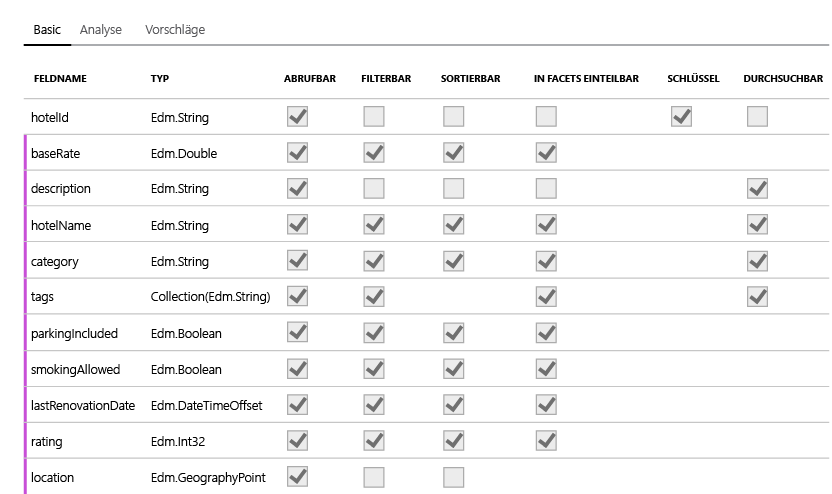 Basic Analyse Vorschläge
FELDNAME TYP ABRUFBAR FILTERBAR SORTIERBAR IN FACETS EINTEILBAR SCHLÜSSEL DURCHSUCHBAR
hotelId Edm.String
baseRate Edm.Double
description Edm.String
hotelName Edm.String
category Edm.String
tags Collection(Edm.String)
parkingIncluded Edm.Boolean
smokingAllowed Edm.Boolean
lastRenovationDate Edm.DateTimeOffset
rating Edm.Int32
location Edm.GeographyPoint